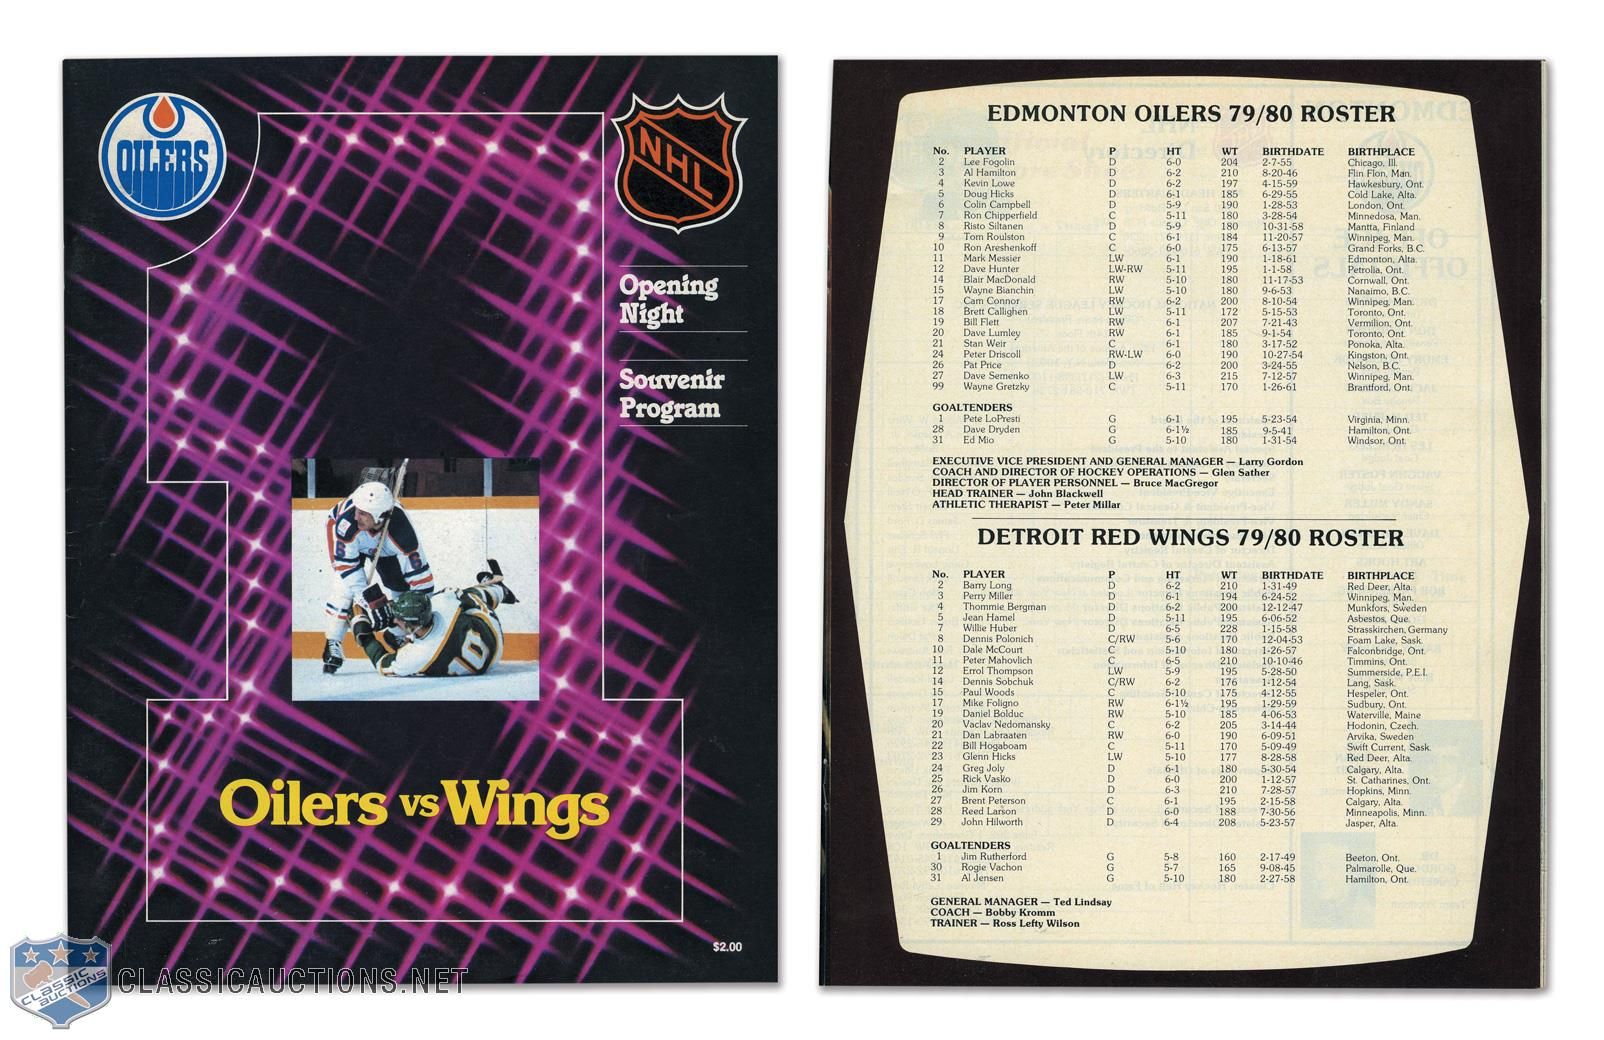 OILERS
NHL
Opening
Night
Souvenir
Program
6
6
10
Oilers vs Wings
$2.00
CLASSIC
AUCTIONS
CLASSICAUCTIONS.NET
EDMONTON OILERS 79/80 ROSTER
No. PLAYER P HT WT BIRTHDATE BIRTHPLACE
2 Lee Fogolin D 6-0 204 2-7-55 Chicago, Ill.
3 Al Hamilton D 6-2 210 8-20-46 Flin Flon, Man.
4 Kevin Lowe D 6-2 197 4-15-59 Hawkesbury, Ont.
5 Doug Hicks D 6-1 185 6-29-55 Cold Lake, Alta.
6 Colin Campbell D 5-9 190 1-28-53 London, Ont.
7 Ron Chipperfield C 5-11 180 3-28-54 Minnedosa, Man.
8 Risto Siltanen D 5-9 180 10-31-58 Mantta, Finland
9 Tom Roulston C 6-1 184 11-20-57 Winnipeg, Man.
10 Ron Areshenkoff C 6-0 175 6-13-57 Grand Forks, B.C.
11 Mark Messier LW 6-1 190 1-18-61 Edmonton, Alta.
12 Dave Hunter LW-RW 5-11 195 1-1-58 Petrolia, Ont.
14 Blair MacDonald RW 5-10 180 11-17-53 Cornwall, Ont.
15 Wayne Bianchin LW 5-10 180 9-6-53 Nanaimo, B.C.
17 Cam Connor RW 6-2 200 8-10-54 Winnipeg, Man.
18 Brett Callighen LW 5-11 172 5-15-53 Toronto, Ont.
19 Bill Flett RW 6-1 207 7-21-43 Vermilion, Ont.
20 Dave Lumley RW 6-1 185 9-1-54 Toronto, Ont.
21 Stan Weir C 6-1 180 3-17-52 Ponoka, Alta.
24 Peter Driscoll RW-LW 6-0 190 10-27-54 Kingston, Ont.
26 Pat Price D 6-2 200 3-24-55 Nelson, B.C.
27 Dave Semenko LW 6-3 215 7-12-57 Winnipeg, Man.
99 Wayne Gretzky C 5-11 170 1-26-61 Brantford, Ont.
GOALTENDERS
1 Pete LoPresti G 6-1 195 5-23-54 Virginia, Minn.
28 Dave Dryden G 6-1½ 185 9-5-41 Hamilton, Ont.
31 Ed Mio G 5-10 180 1-31-54 Windsor, Ont.
EXECUTIVE VICE PRESIDENT AND GENERAL MANAGER — Larry Gordon
COACH AND DIRECTOR OF HOCKEY OPERATIONS — Glen Sather
DIRECTOR OF PLAYER PERSONNEL — Bruce MacGregor
HEAD TRAINER — John Blackwell
ATHLETIC THERAPIST — Peter Millar
DETROIT RED WINGS 79/80 ROSTER
No. PLAYER P HT WT BIRTHDATE BIRTHPLACE
2 Barry Long D 6-2 210 1-31-49 Red Deer, Alta.
3 Perry Miller D 6-1 194 6-24-52 Winnipeg, Man.
4 Thommie Bergman D 6-2 200 12-12-47 Munkfors, Sweden
5 Jean Hamel D 5-11 195 6-06-52 Asbestos, Que.
7 Willie Huber D 6-5 228 1-15-58 Strasskirchen, Germany
8 Dennis Polonich C/RW 5-6 170 12-04-53 Foam Lake, Sask.
10 Dale McCourt C 5-10 180 1-26-57 Falconbridge, Ont.
11 Peter Mahovlich C 6-5 210 10-10-46 Timmins, Ont.
12 Errol Thompson LW 5-9 195 5-28-50 Summerside, P.E.I.
14 Dennis Sobchuk C/RW 6-2 176 1-12-54 Lang, Sask.
15 Paul Woods C 5-10 175 4-12-55 Hespeler, Ont.
17 Mike Foligno RW 6-1½ 195 1-29-59 Sudbury, Ont.
19 Daniel Bolduc RW 5-10 185 4-06-53 Waterville, Maine
20 Vaclav Nedomansky C 6-2 205 3-14-44 Hodonin, Czech.
21 Dan Labraaten RW 6-0 190 6-09-51 Arvika, Sweden
22 Bill Hogaboam C 5-11 170 5-09-49 Swift Current, Sask.
23 Glenn Hicks LW 5-10 177 8-28-58 Red Deer, Alta.
24 Greg Joly D 6-1 180 5-30-54 Calgary, Alta.
25 Rick Vasko D 6-0 200 1-12-57 St. Catharines, Ont.
26 Jim Korn D 6-3 210 7-28-57 Hopkins, Minn.
27 Brent Peterson C 6-1 195 2-15-58 Calgary, Alta.
28 Reed Larson D 6-0 188 7-30-56 Minneapolis, Minn.
29 John Hilworth D 6-4 208 5-23-57 Jasper, Alta.
GOALTENDERS
1 Jim Rutherford G 5-8 160 2-17-49 Beeton, Ont.
30 Rogie Vachon G 5-7 165 9-08-45 Palmarolle, Que.
31 Al Jensen G 5-10 180 2-27-58 Hamilton, Ont.
GENERAL MANAGER — Ted Lindsay
COACH — Bobby Kromm
TRAINER — Ross Lefty Wilson